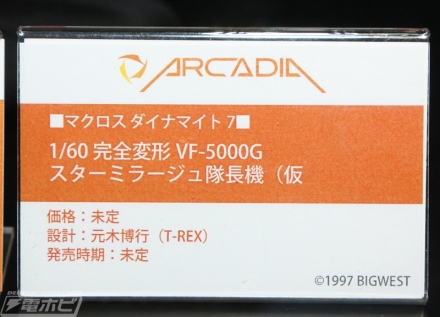 ARCADIA
■マクロス ダイナマイト 7■
1/60 完全変形 VF-5000G
スターミラージュ隊長機（仮
価格：未定
設計：元木博行（T-REX）
発売時期：未定
©1997 BIGWEST
電ホビ